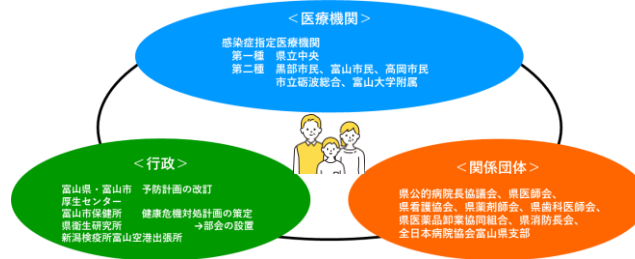 ＜医療機関＞
感染症指定医療機関
第一種　県立中央
第二種　黒部市民、富山市民、高岡市民
市立砺波総合、富山大学附属
＜行政＞
富山県・富山市　予防計画の改訂
厚生センター
富山市保健所　　健康危機対処計画の策定
県衛生研究所　　　　→部会の設置
新潟検疫所富山空港出張所
＜関係団体＞
県公的病院長協議会、県医師会、
県看護協会、県薬剤師会、県歯科医師会、
県医薬品卸業協同組合、県消防長会、
全日本病院協会富山県支部